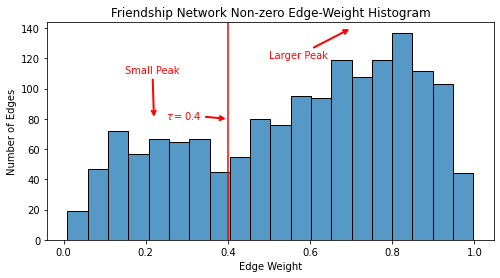 Friendship Network Non-zero Edge-Weight Histogram
140
120
100
80
60
40
20
0
Number of Edges
Small Peak
τ = 0.4
Larger Peak
0.0 0.2 0.4 0.6 0.8 1.0
Edge Weight